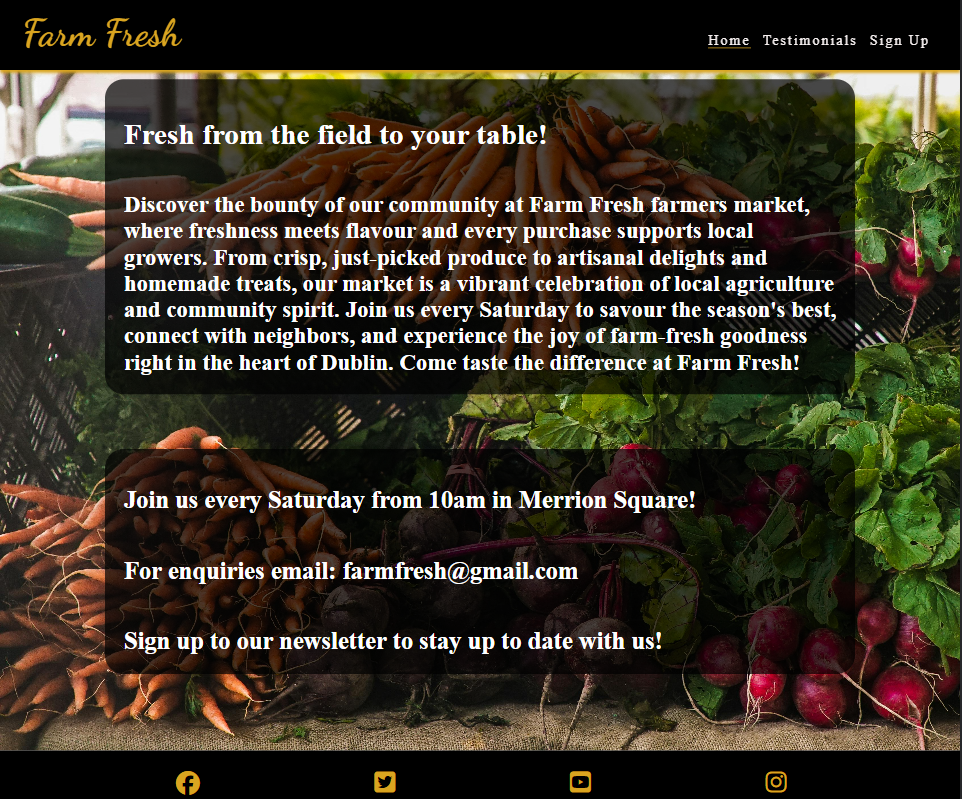 Farm Fresh
Home Testimonials Sign Up
Fresh from the field to your table!
Discover the bounty of our community at Farm Fresh farmers market,
where freshness meets flavour and every purchase supports local
growers. From crisp, just-picked produce to artisanal delights and
homemade treats, our market is a vibrant celebration of local agriculture
and community spirit. Join us every Saturday to savour the season's best,
connect with neighbors, and experience the joy of farm-fresh goodness
right in the heart of Dublin. Come taste the difference at Farm Fresh!
Join us every Saturday from 10am in Merrion Square!
For enquiries email: farmfresh@gmail.com
Sign up to our newsletter to stay up to date with us!